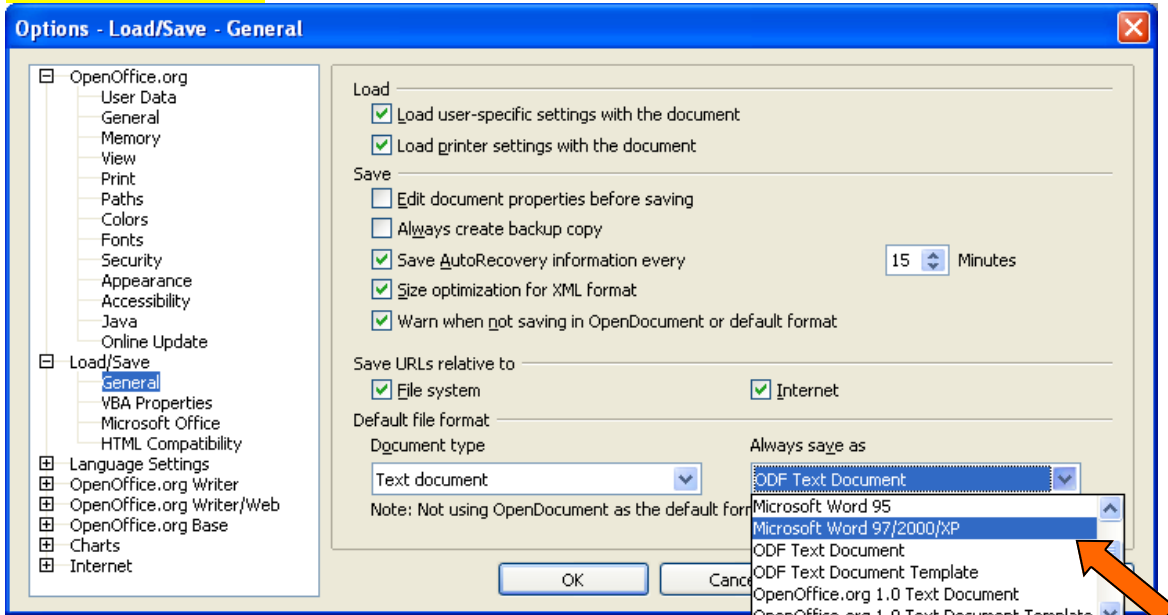 Options - Load/Save - General
OpenOffice.org
User Data
General
Memory
View
Print
Paths
Colors
Fonts
Security
Appearance
Accessibility
Java
Online Update
Load/Save
General
VBA Properties
Microsoft Office
HTML Compatibility
Language Settings
OpenOffice.org Writer
OpenOffice.org Writer/Web
OpenOffice.org Base
Charts
Internet
Load
Load user-specific settings with the document
Load printer settings with the document
Save
Edit document properties before saving
Always create backup copy
Save AutoRecovery information every 15 Minutes
Size optimization for XML format
Warn when not saving in OpenDocument or default format
Save URLs relative to
File system Internet
Default file format
Document type Always save as
Text document ODF Text Document
Note: Not using OpenDocument as the default
Microsoft Word 95
Microsoft Word 97/2000/XP
ODF Text Document
ODF Text Document Template
OpenOffice.org 1.0 Text Document
OpenOffice.org 1.0 Text Document Template
OK